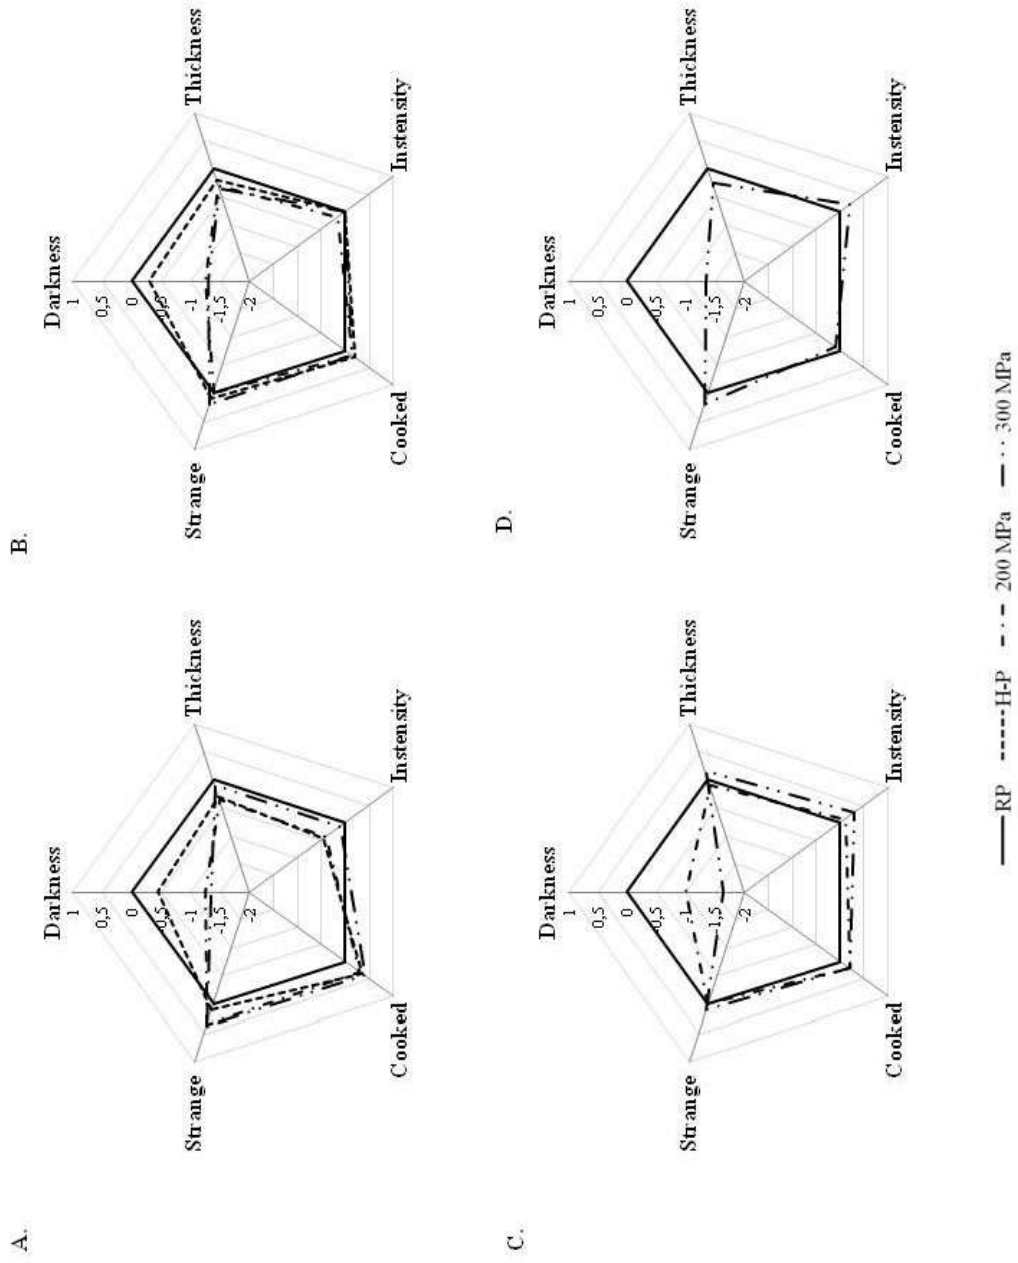 A.
Darkness
1
0,5
0
0,5
-1
-1,5
-2
Thickness
Instensity
Cooked
Strange
B.
Darkness
1
0,5
0
0,5
-1
-1,5
-2
Thickness
Instensity
Cooked
Strange
C.
Darkness
1
0,5
0
0,5
-1
-1,5
-2
Thickness
Instensity
Cooked
Strange
D.
Darkness
1
0,5
0
0,5
-1
-1,5
-2
Thickness
Instensity
Cooked
Strange
RP H-P 200 MPa 300 MPa